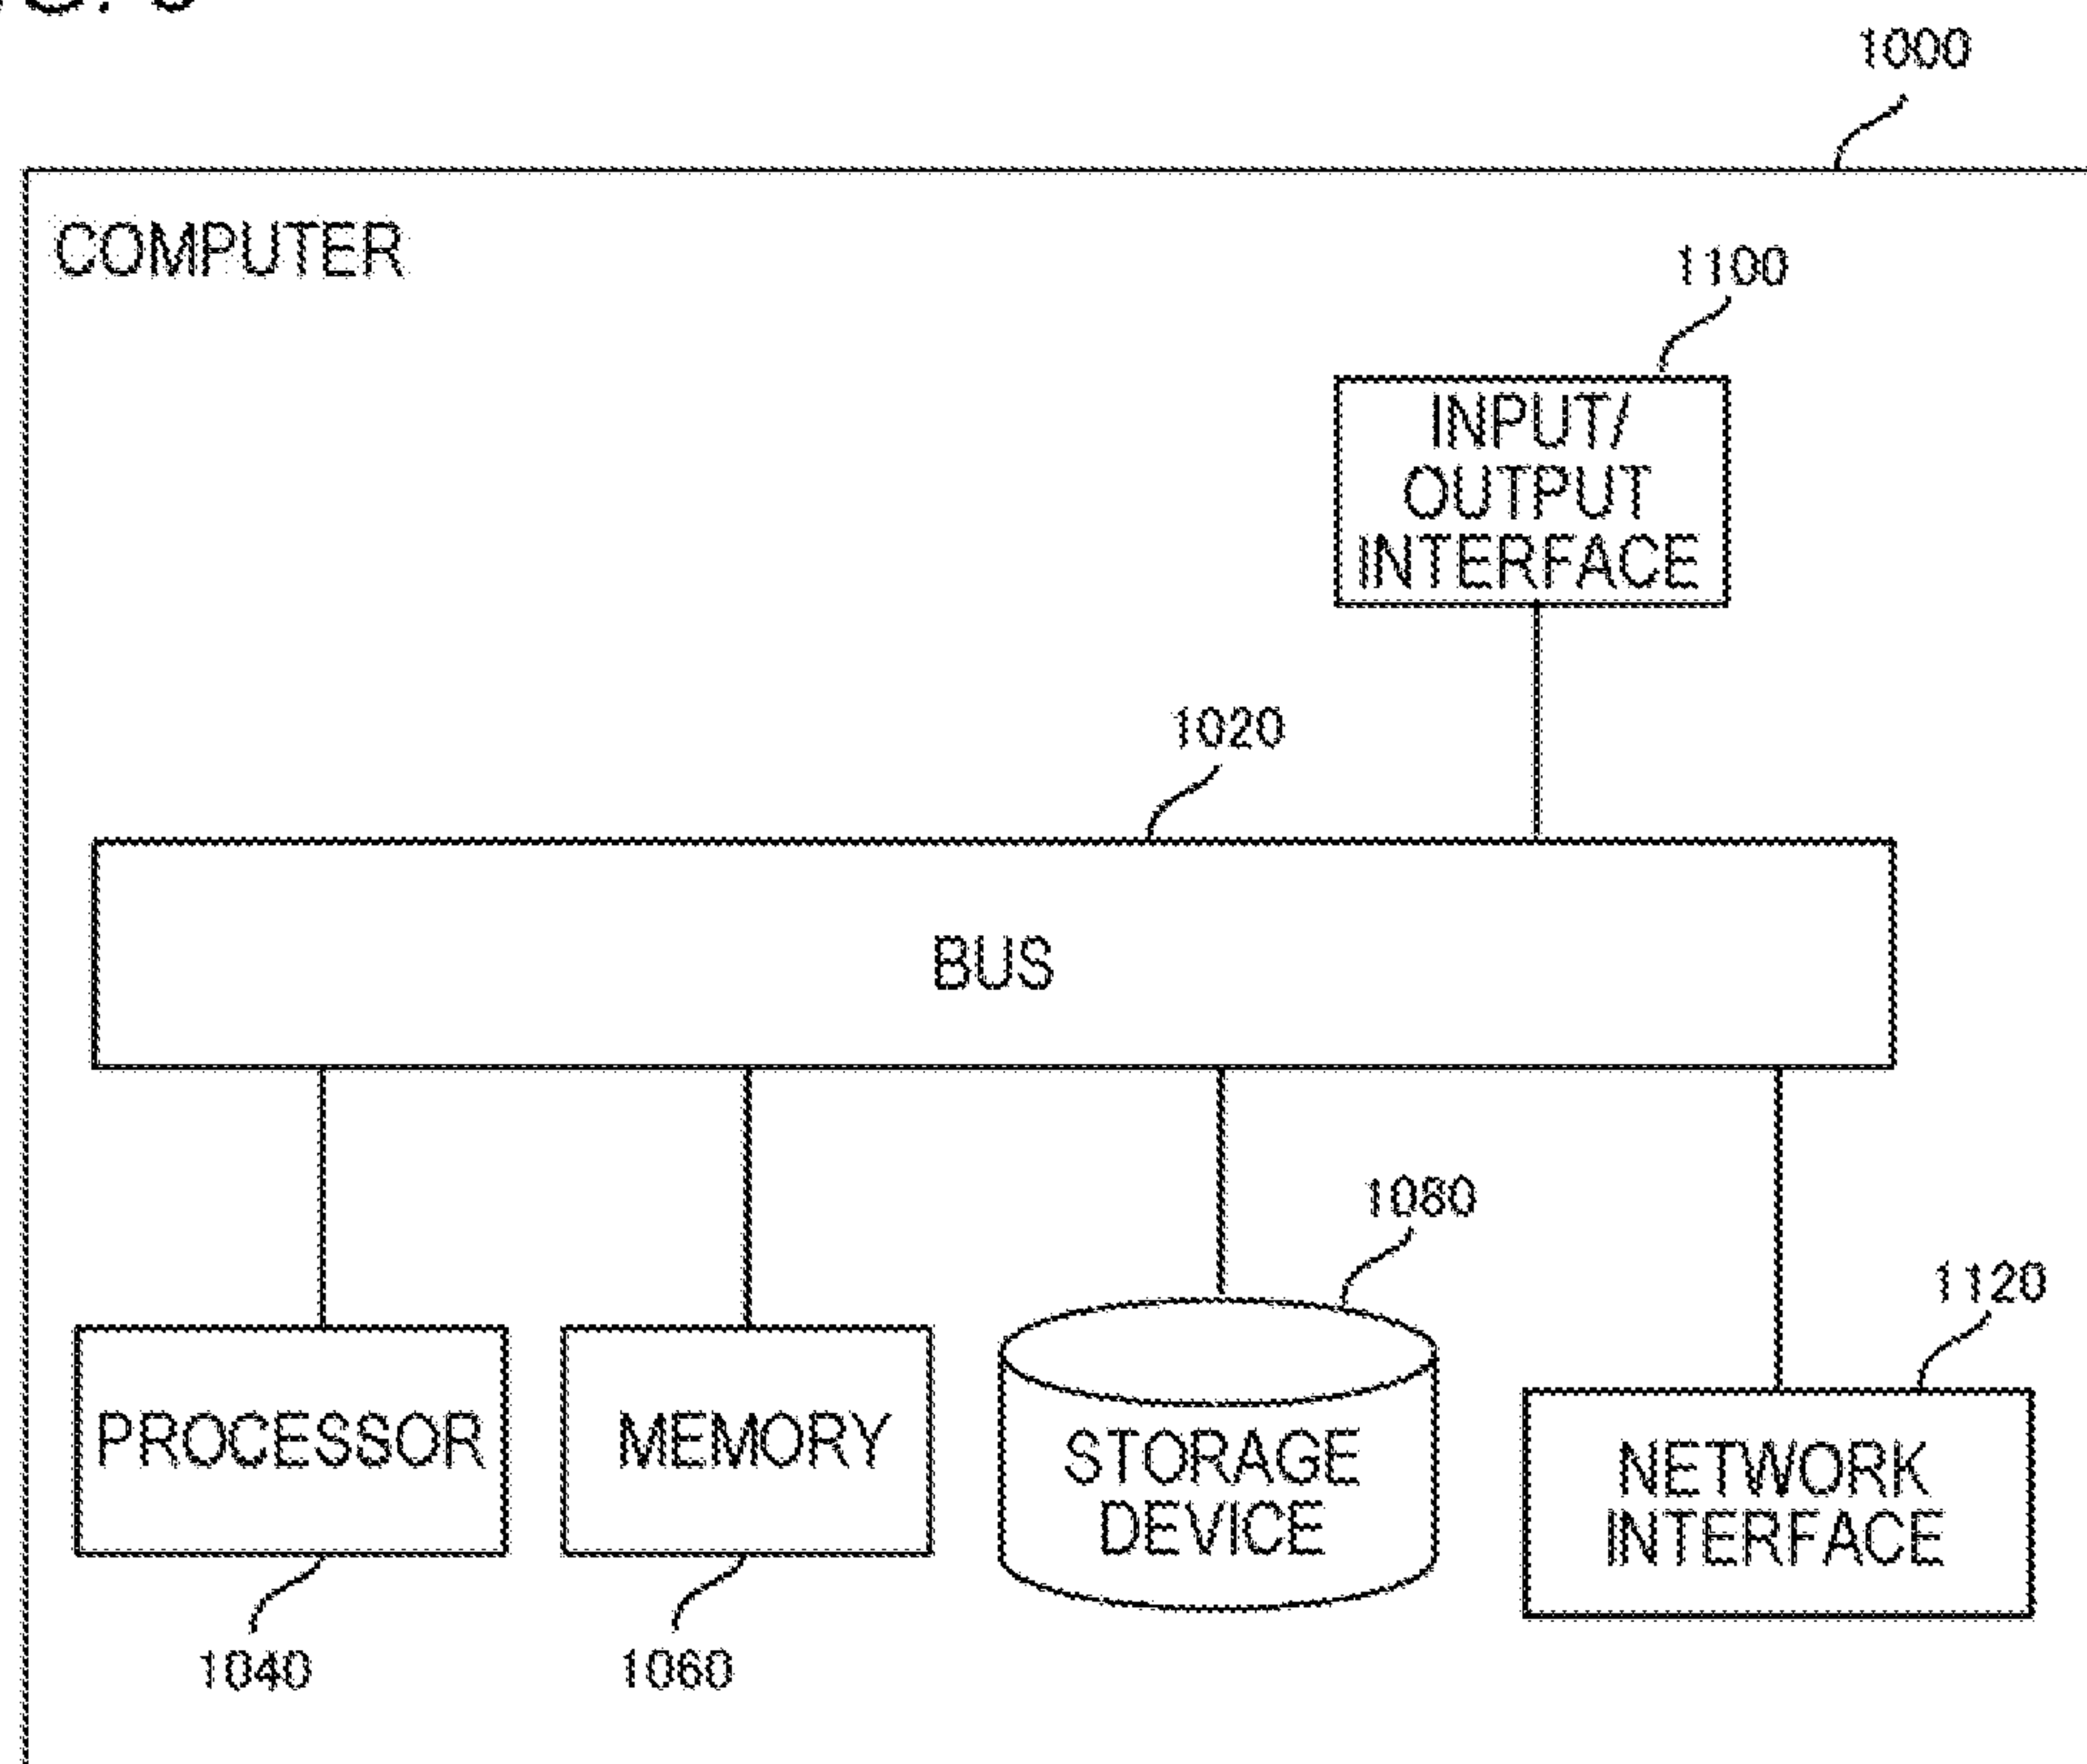 1000
COMPUTER
1100
INPUT/
OUTPUT
INTERFACE
1020
BUS
1080
1120
PROCESSOR
MEMORY
STORAGE
DEVICE
NETWORK
INTERFACE
1040
1060